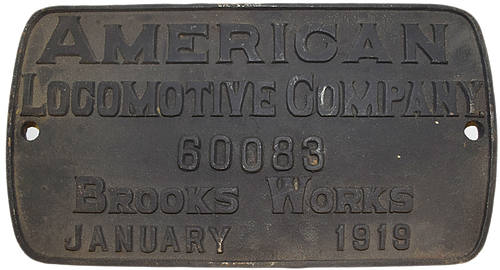 AMERICAN
LOCOMOTIVE COMPANY
60083
BROOKS WORKS
JANUARY 1919